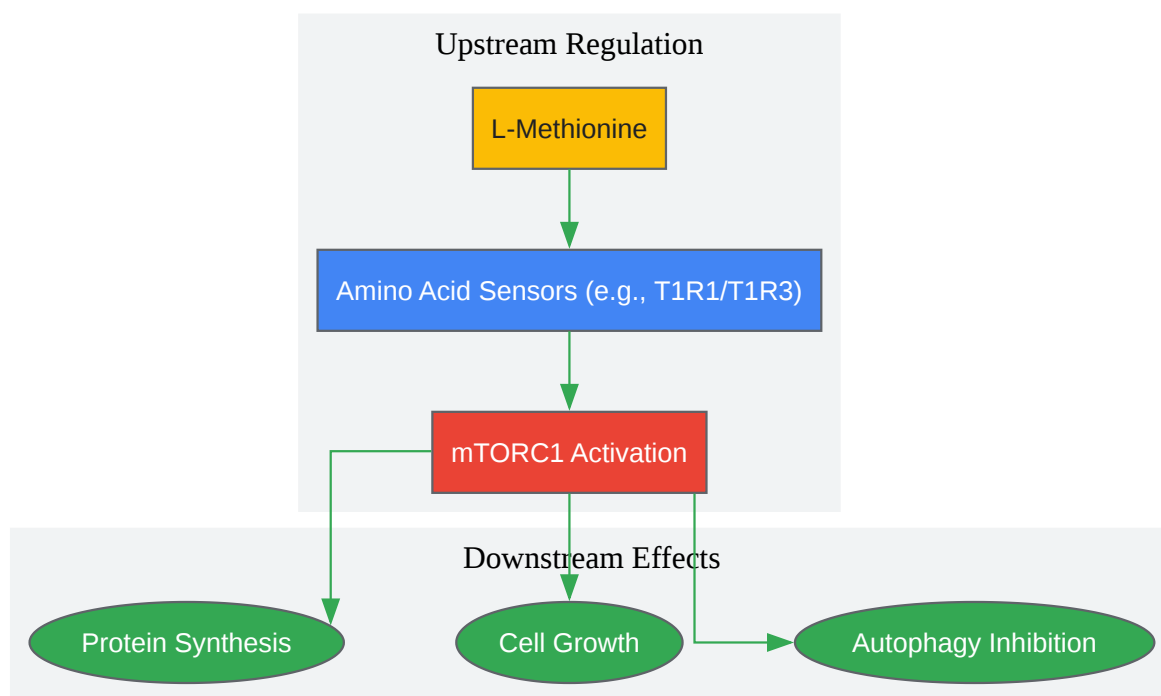 Upstream Regulation
L-Methionine
Amino Acid Sensors (e.g., T1R1/T1R3)
mTORC1 Activation
Downstream Effects
Protein Synthesis
Cell Growth
Autophagy Inhibition